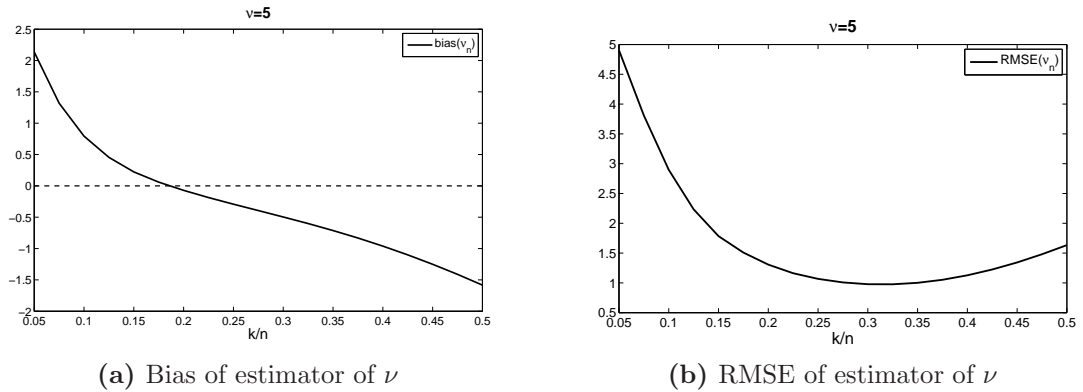 ν=5
2.5
2
1.5
1
0.5
0
−0.5
−1
−1.5
−2
0.05 0.1 0.15 0.2 0.25 0.3 0.35 0.4 0.45 0.5
k/n
bias(ν_n)
(a) Bias of estimator of ν
ν=5
5
4.5
4
3.5
3
2.5
2
1.5
1
0.5
0.05 0.1 0.15 0.2 0.25 0.3 0.35 0.4 0.45 0.5
k/n
RMSE(ν_n)
(b) RMSE of estimator of ν